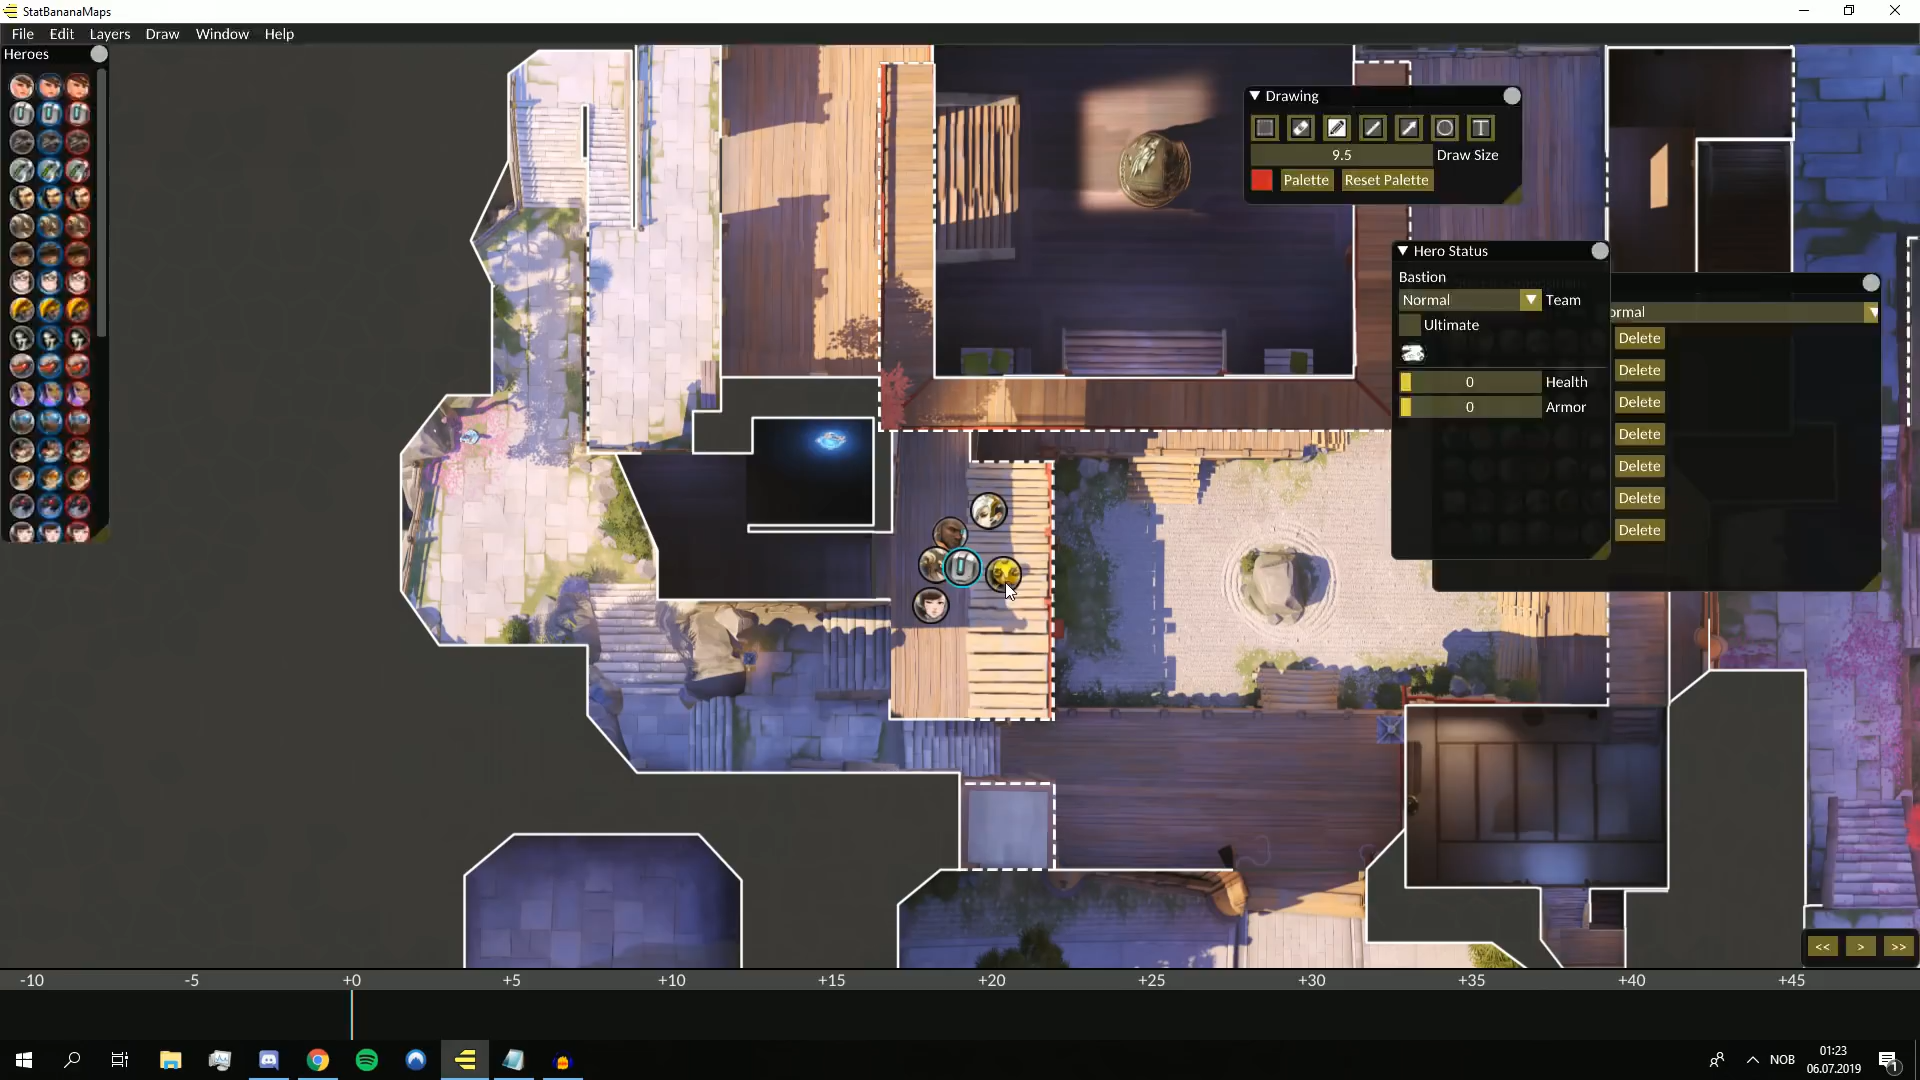 StatBananaMaps
File Edit Layers Draw Window Help
Heroes
Drawing
T
9.5 Draw Size
Palette Reset Palette
Hero Status
Bastion
Normal Team
ormal
Ultimate
Delete
Delete
0 Health
Delete
0 Armor
Delete
Delete
Delete
Delete
<< > >>
-10 -5 +0 +5 +10 +15 +20 +25 +30 +35 +40 +45
NOB
01:23
06.07.2019
1